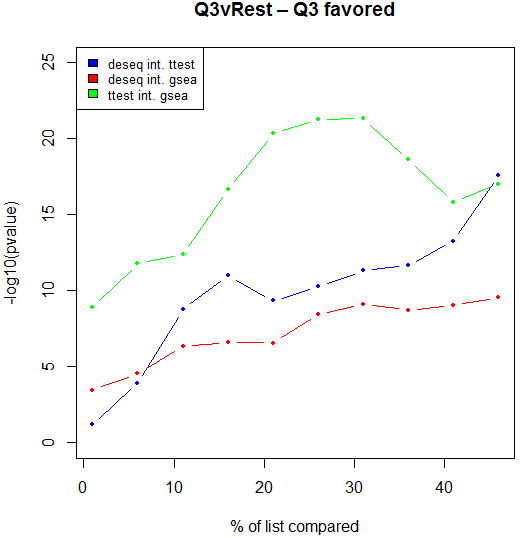 Q3vRest – Q3 favored
deseq int. ttest
deseq int. gsea
ttest int. gsea
-log10(pvalue)
25
20
15
10
5
0
0 10 20 30 40
% of list compared